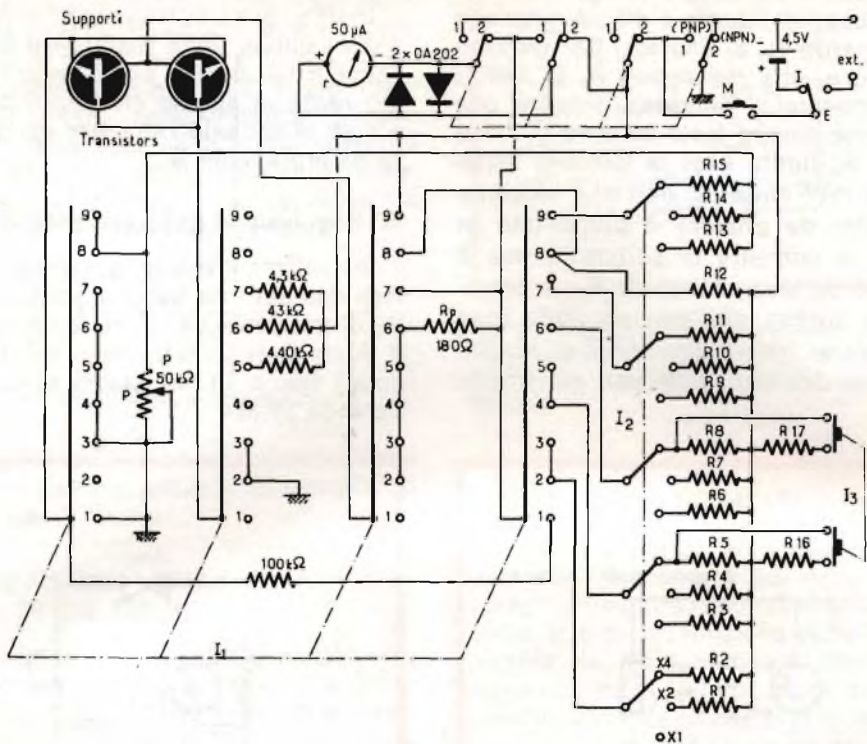 Supporti
50 µA
2×0A202
+
r
-
1
2
1
2
1
2
(PNP)
1
(NPN)
2
4,5V
+
-
ext.
M
I
E
Transistors
9
8
7
6
5
4
3
2
1
P
50kΩ
P
9
8
7
6
5
4
3
2
1
4,3kΩ
43kΩ
440kΩ
9
8
7
6
5
4
3
2
1
Rp
180Ω
9
8
7
6
5
4
3
2
1
R15
R14
R13
R12
R11
R10
R9
I2
R8
R17
R7
R6
I3
R5
R16
R4
R3
X4
R2
X2
R1
X1
100kΩ
I1